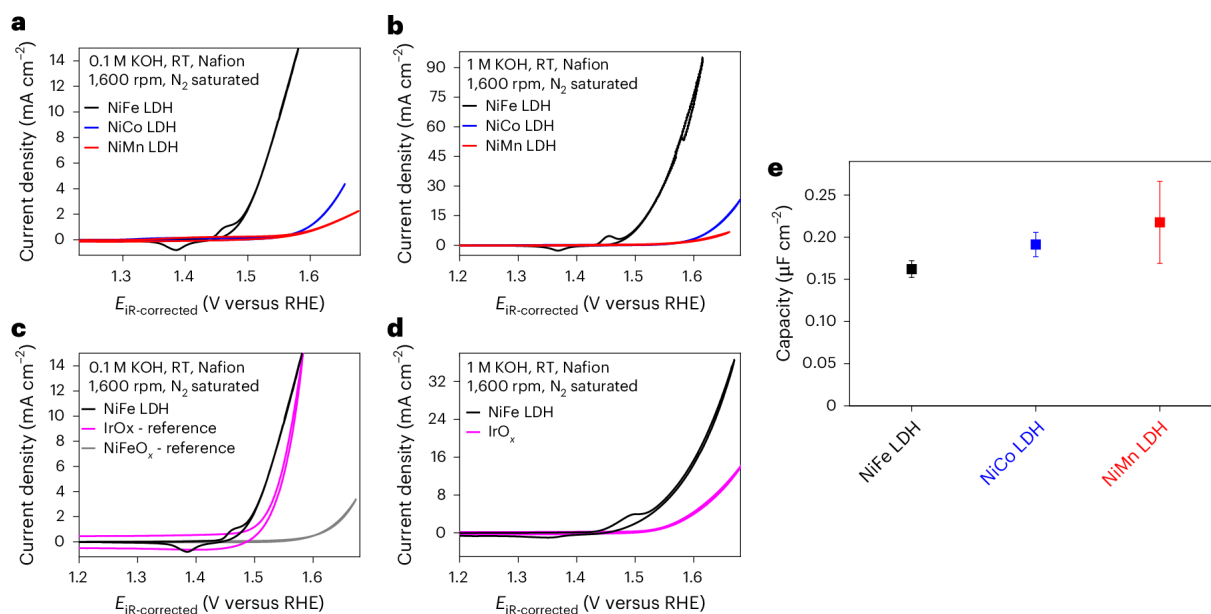 a
Current density (mA cm⁻²)
14
12
10
8
6
4
2
0
0.1 M KOH, RT, Nafion
1,600 rpm, N₂ saturated
NiFe LDH
NiCo LDH
NiMn LDH
1.3
1.4
1.5
1.6
E_iR-corrected (V versus RHE)
b
Current density (mA cm⁻²)
90
75
60
45
30
15
0
1 M KOH, RT, Nafion
1,600 rpm, N₂ saturated
NiFe LDH
NiCo LDH
NiMn LDH
1.2
1.3
1.4
1.5
1.6
E_iR-corrected (V versus RHE)
c
Current density (mA cm⁻²)
14
12
10
8
6
4
2
0
0.1 M KOH, RT, Nafion
1,600 rpm, N₂ saturated
NiFe LDH
IrOx - reference
NiFeOₓ - reference
1.2
1.3
1.4
1.5
1.6
E_iR-corrected (V versus RHE)
d
Current density (mA cm⁻²)
32
24
16
8
0
1 M KOH, RT, Nafion
1,600 rpm, N₂ saturated
NiFe LDH
IrOₓ
1.2
1.3
1.4
1.5
1.6
E_iR-corrected (V versus RHE)
e
Capacity (µF cm⁻²)
0.25
0.20
0.15
0.10
0.05
0
NiFe LDH
NiCo LDH
NiMn LDH